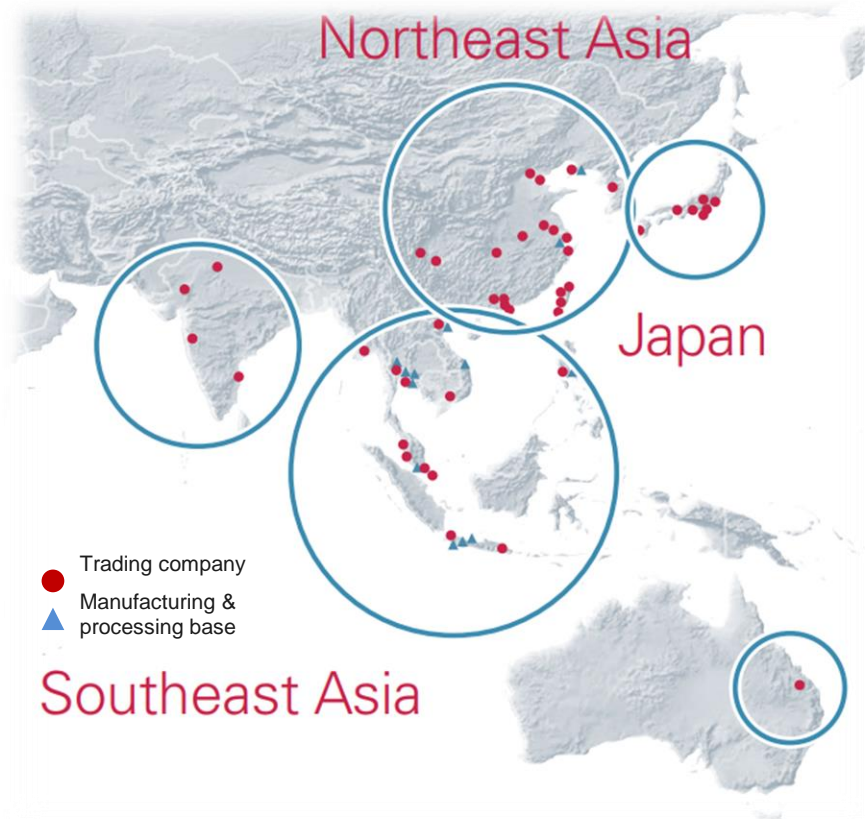 Northeast Asia
Japan
Trading company
Manufacturing &
processing base
Southeast Asia